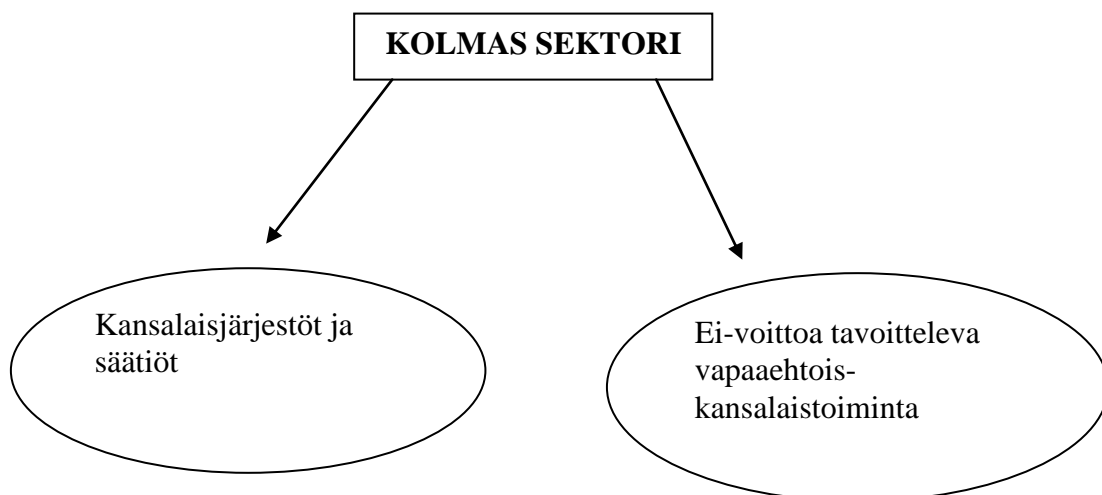 KOLMAS SEKTORI
Kansalaisjärjestöt ja
säätiöt
Ei-voittoa tavoitteleva
vapaaehtois-
kansalaistoiminta